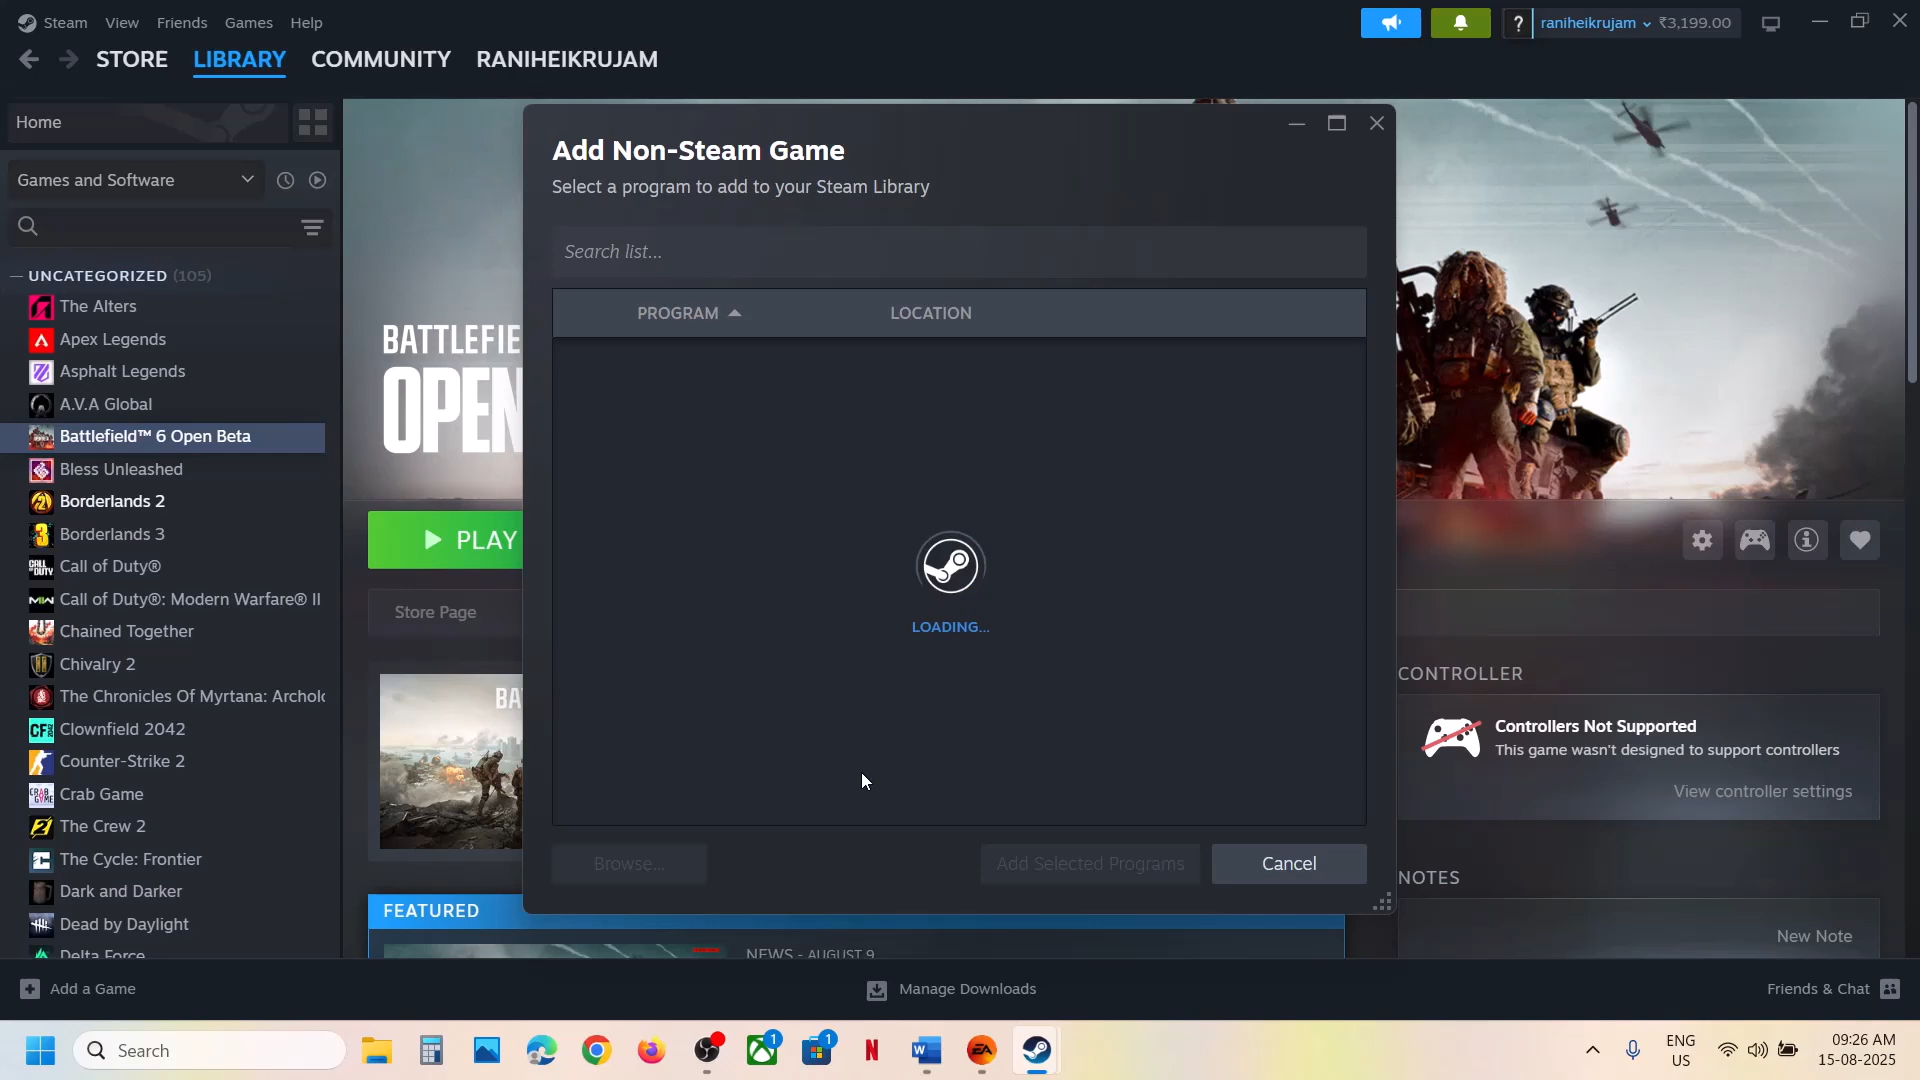 Steam View Friends Games Help
raniheikrujam ₹3,199.00
STORE LIBRARY COMMUNITY RANIHEIKRUJAM
Home
Games and Software
UNCATEGORIZED (105)
The Alters
Apex Legends
Asphalt Legends
A.V.A Global
Battlefield™ 6 Open Beta
Bless Unleashed
Borderlands 2
Borderlands 3
Call of Duty®
Call of Duty®: Modern Warfare® II
Chained Together
Chivalry 2
The Chronicles Of Myrtana: Archolo
Clownfield 2042
Counter-Strike 2
Crab Game
The Crew 2
The Cycle: Frontier
Dark and Darker
Dead by Daylight
Delta Force
BATTLEFIE
OPEN
PLAY
Store Page
BA
FEATURED
NEWS - AUGUST 9
Add Non-Steam Game
Select a program to add to your Steam Library
Search list...
PROGRAM LOCATION
LOADING...
Browse... Add Selected Programs Cancel
CONTROLLER
Controllers Not Supported
This game wasn't designed to support controllers
View controller settings
NOTES
New Note
Add a Game Manage Downloads Friends & Chat
Search
ENG
US
09:26 AM
15-08-2025